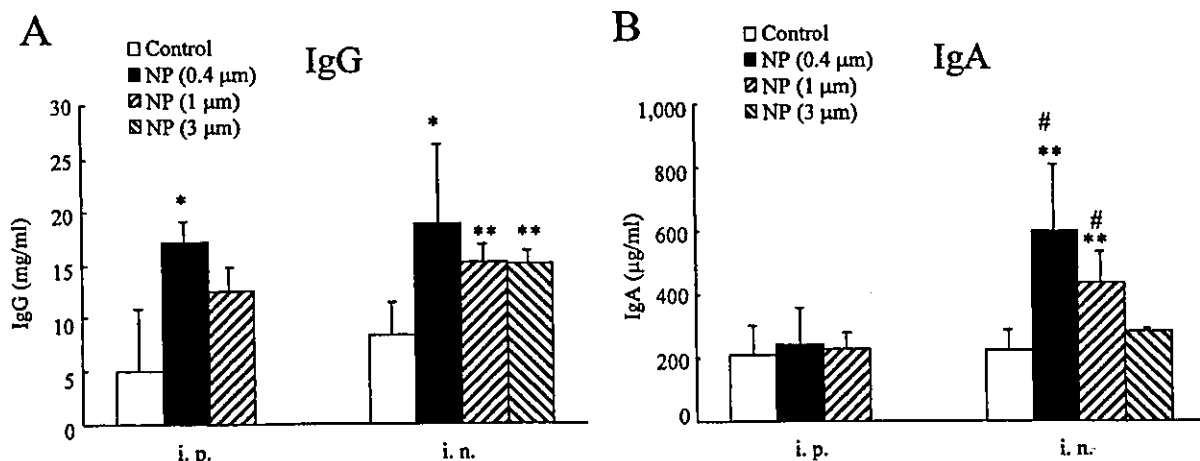 A
IgG
□ Control
■ NP (0.4 μm)
▨ NP (1 μm)
▧ NP (3 μm)
IgG (mg/ml)
30
25
20
15
10
5
0
*
*
**
**
i. p.
i. n.
B
IgA
□ Control
■ NP (0.4 μm)
▨ NP (1 μm)
▧ NP (3 μm)
IgA (μg/ml)
1,000
800
600
400
200
0
#
**
#
**
i. p.
i. n.